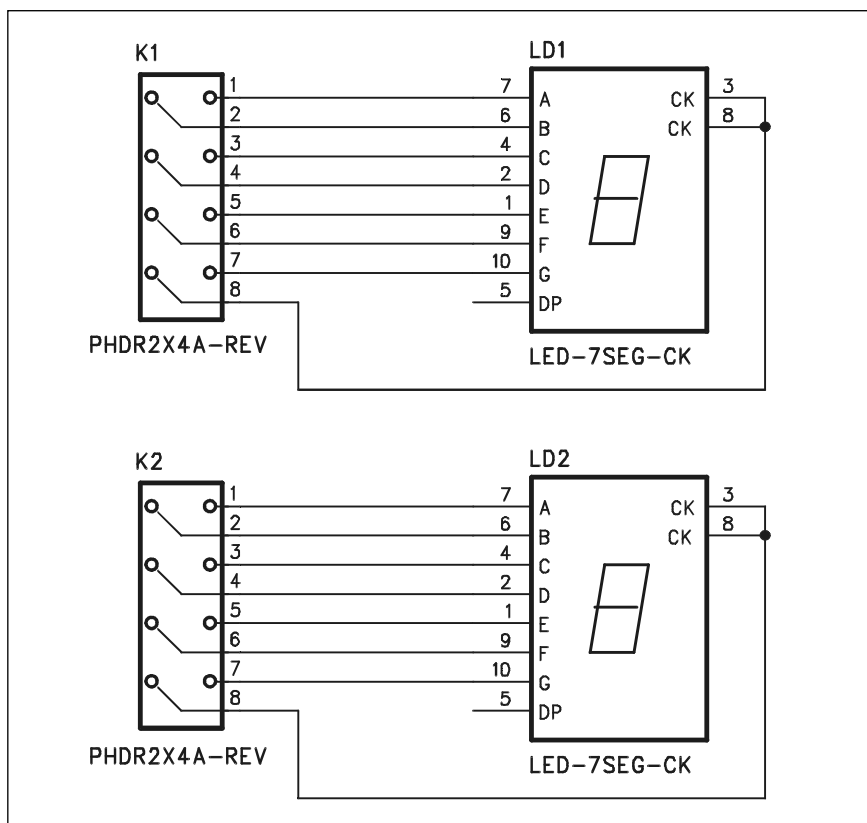 K1
LD1
1 7 A CK 3
2 6 B CK 8
3 4 C
4 2 D
5 1 E
6 9 F
7 10 G
8 5 DP
PHDR2X4A-REV
LED-7SEG-CK
K2
LD2
1 7 A CK 3
2 6 B CK 8
3 4 C
4 2 D
5 1 E
6 9 F
7 10 G
8 5 DP
PHDR2X4A-REV
LED-7SEG-CK